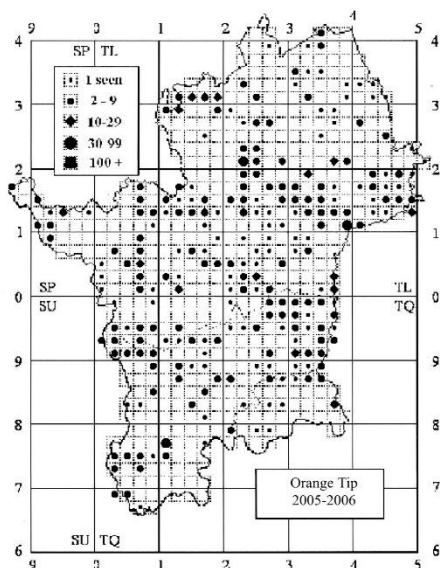 9 0 1 2 3 4 5
4 4
SP TL
1 seen
2 - 9
10-29
30-99
100 +
3 3
2 2
1 1
SP TL
0 0
SU TQ
9 9
8 8
7 7
Orange Tip
2005-2006
SU TQ
6 6
9 0 1 2 3 4 5